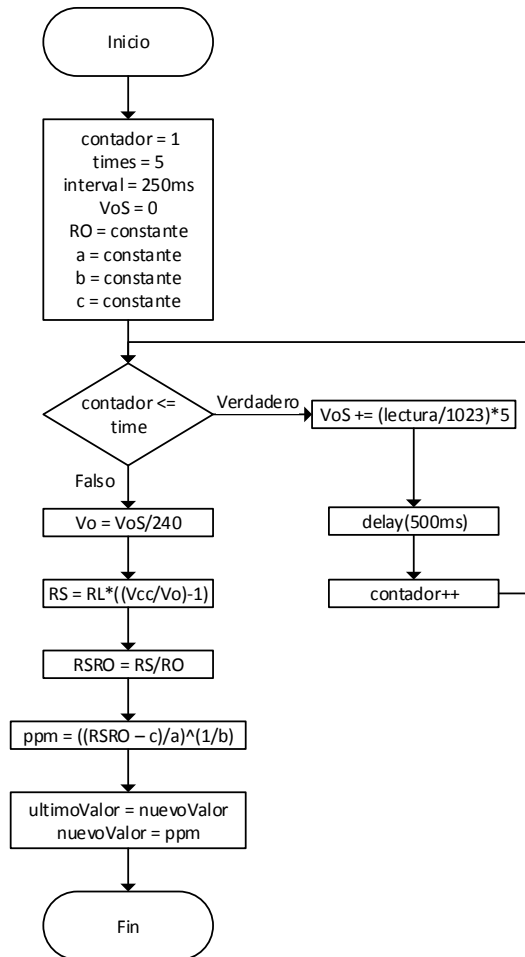 Inicio
contador = 1
times = 5
interval = 250ms
VoS = 0
RO = constante
a = constante
b = constante
c = constante
contador <=
time
Verdadero
VoS += (lectura/1023)*5
Falso
Vo = VoS/240
delay(500ms)
RS = RL*((Vcc/Vo)-1)
contador++
RSRO = RS/RO
ppm = ((RSRO – c)/a)^(1/b)
ultimoValor = nuevoValor
nuevoValor = ppm
Fin